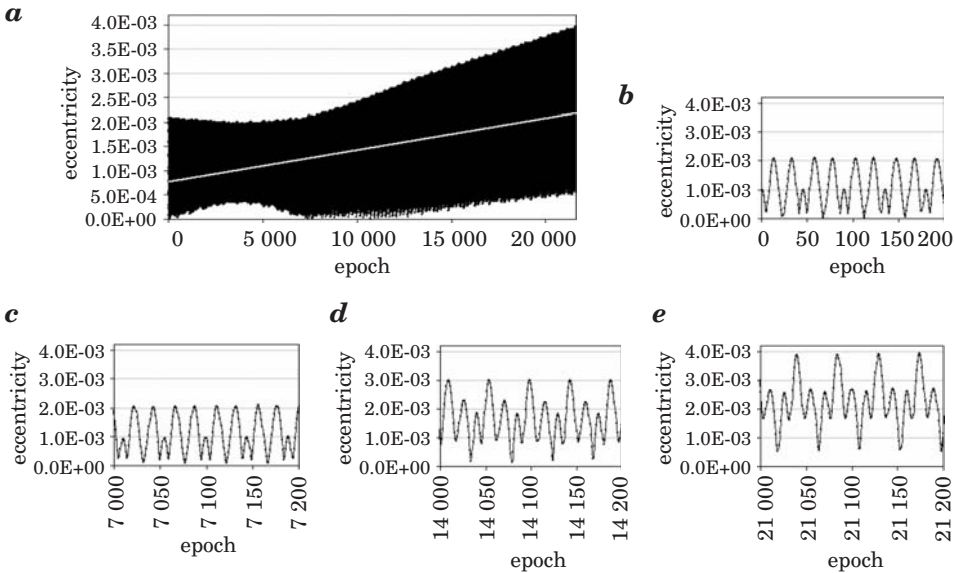 a
eccentricity
4.0E-03
3.5E-03
3.0E-03
2.5E-03
2.0E-03
1.5E-03
1.0E-03
5.0E-04
0.0E+00
0 5 000 10 000 15 000 20 000
epoch
b
eccentricity
4.0E-03
3.0E-03
2.0E-03
1.0E-03
0.0E+00
0 50 100 150 200
epoch
c
eccentricity
4.0E-03
3.0E-03
2.0E-03
1.0E-03
0.0E+00
7 000
7 050
7 100
7 150
7 200
epoch
d
eccentricity
4.0E-03
3.0E-03
2.0E-03
1.0E-03
0.0E+00
14 000
14 050
14 100
14 150
14 200
epoch
e
eccentricity
4.0E-03
3.0E-03
2.0E-03
1.0E-03
0.0E+00
21 000
21 050
21 100
21 150
21 200
epoch